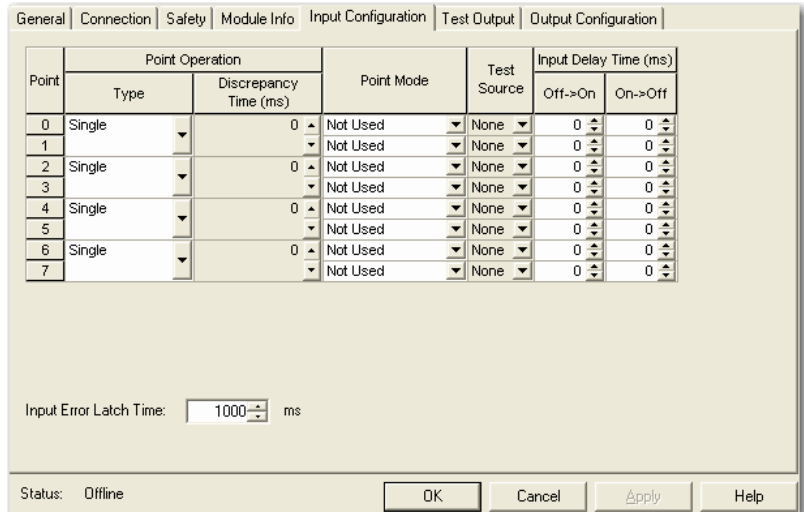 General Connection Safety Module Info Input Configuration Test Output Output Configuration
Point Operation Input Delay Time (ms)
Point Type Discrepancy Time (ms) Point Mode Test Source Off->On On->Off
0 Single 0 Not Used None 0 0
1 Not Used None 0 0
2 Single 0 Not Used None 0 0
3 Not Used None 0 0
4 Single 0 Not Used None 0 0
5 Not Used None 0 0
6 Single 0 Not Used None 0 0
7 Not Used None 0 0
Input Error Latch Time: 1000 ms
Status: Offline OK Cancel Apply Help